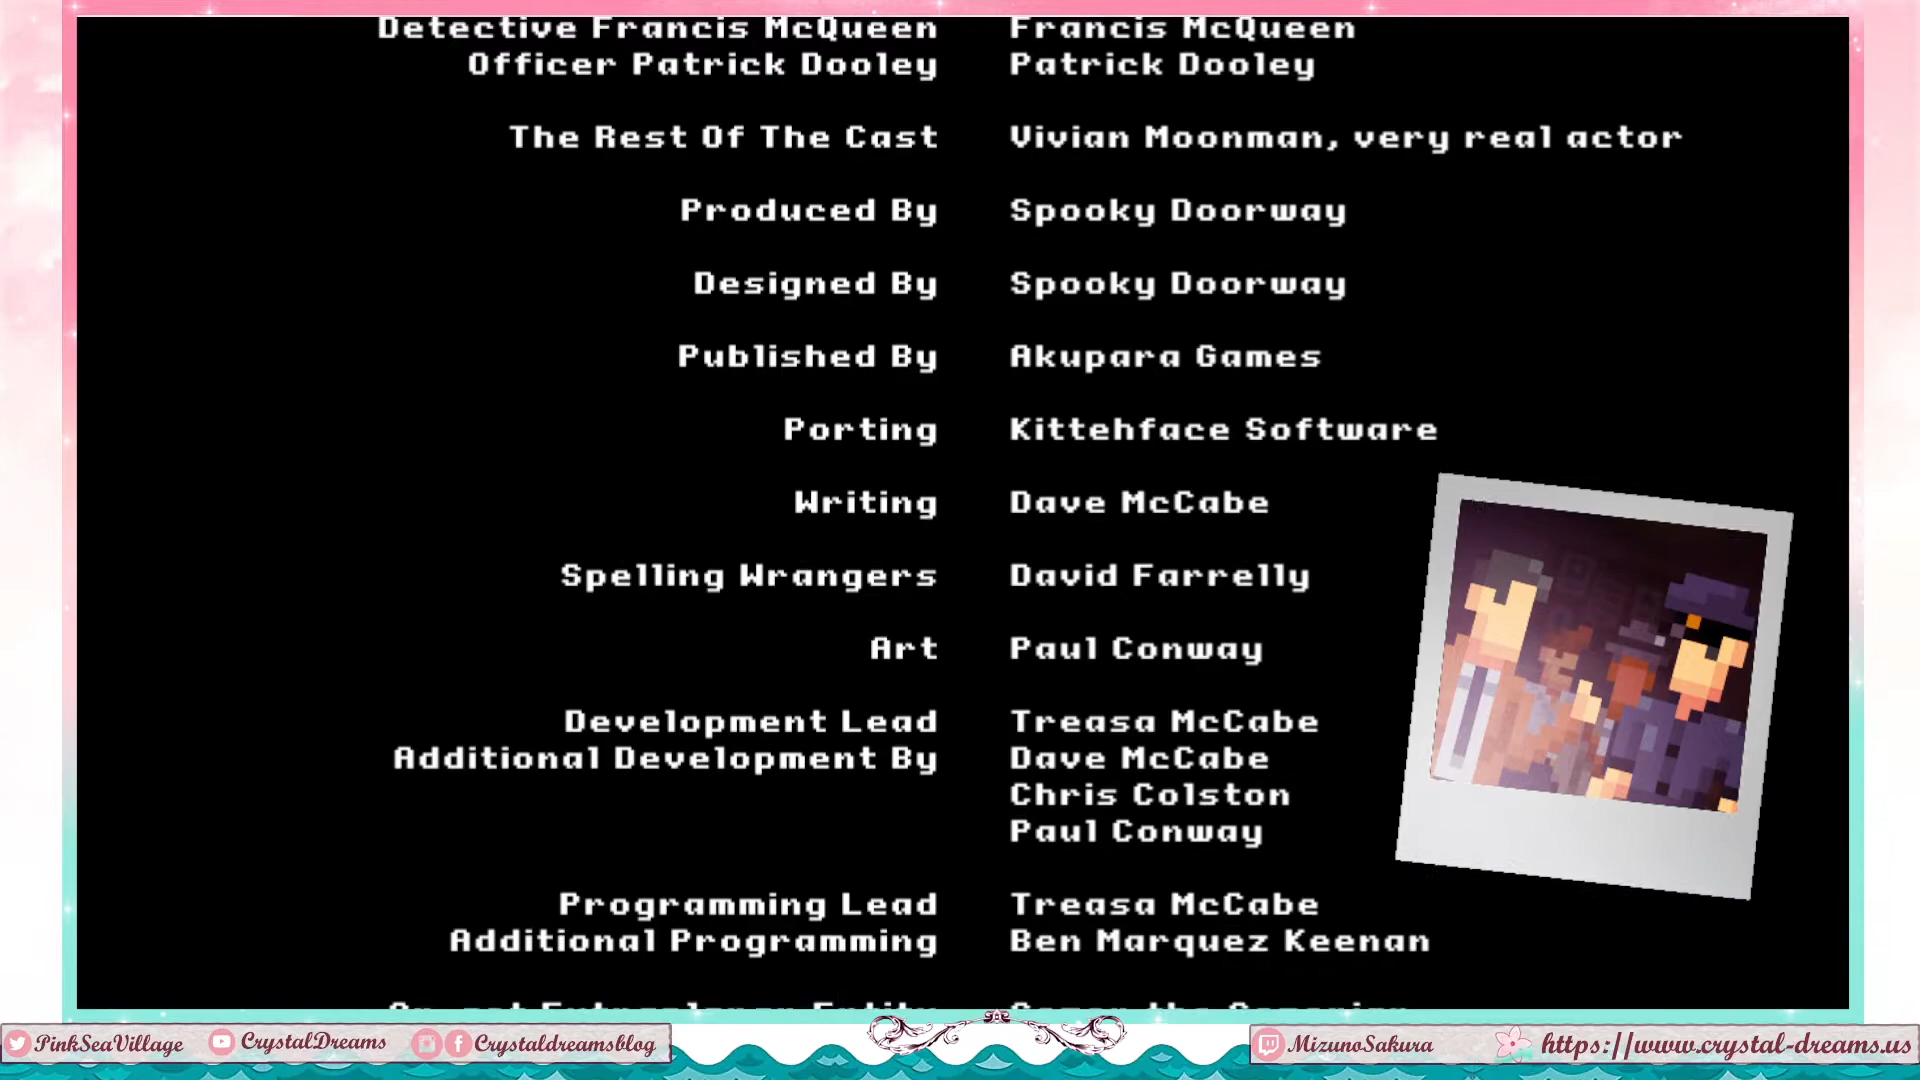 Detective Francis McQueen Francis McQueen
Officer Patrick Dooley Patrick Dooley
The Rest Of The Cast Vivian Moonman, very real actor
Produced By Spooky Doorway
Designed By Spooky Doorway
Published By Akupara Games
Porting Kittehface Software
Writing Dave McCabe
Spelling Wrangers David Farrelly
Art Paul Conway
Development Lead Treasa McCabe
Additional Development By Dave McCabe
Chris Colston
Paul Conway
Programming Lead Treasa McCabe
Additional Programming Ben Marquez Keenan
PinkSeaVillage CrystalDreams Crystaldreamsblog MizunoSakura https://www.crystal-dreams.us